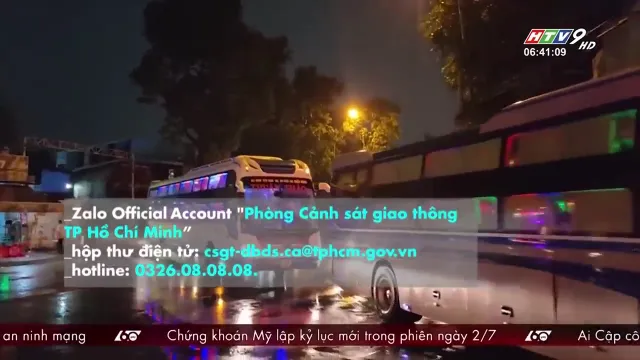 HTV9 HD
06:41:09
_Zalo Official Account "Phòng Cảnh sát giao thông
TP Hồ Chí Minh”
_hộp thư điện tử: csgt-dbds.ca@tphcm.gov.vn
_hotline: 0326.08.08.08.
an ninh mạng 60 Chứng khoán Mỹ lập kỷ lục mới trong phiên ngày 2/7 60 Ai Cập cô